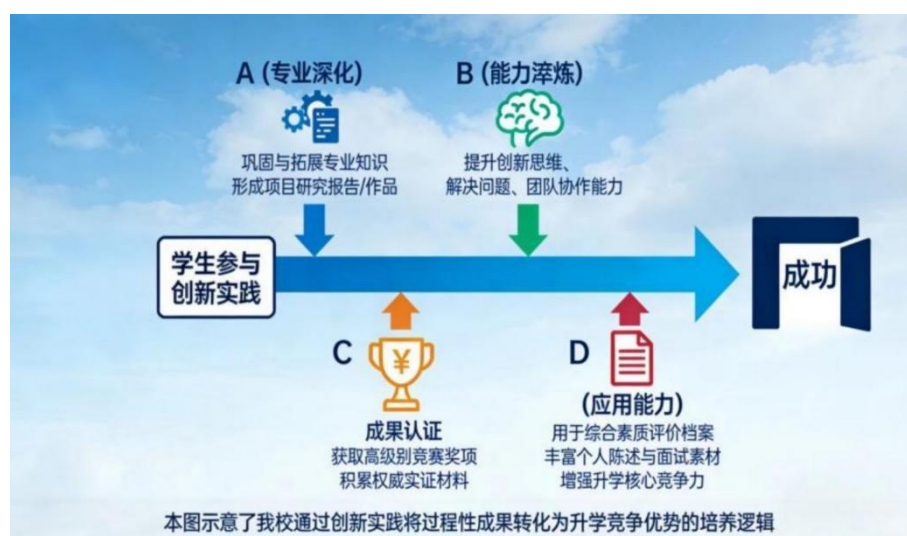 A (专业深化)
巩固与拓展专业知识
形成项目研究报告/作品
B (能力淬炼)
提升创新思维、
解决问题、团队协作能力
学生参与
创新实践
成功
C
¥
成果认证
获取高级别竞赛奖项
积累权威实证材料
D
(应用能力)
用于综合素质评价档案
丰富个人陈述与面试素材
增强升学核心竞争力
本图示意了我校通过创新实践将过程性成果转化为升学竞争优势的培养逻辑